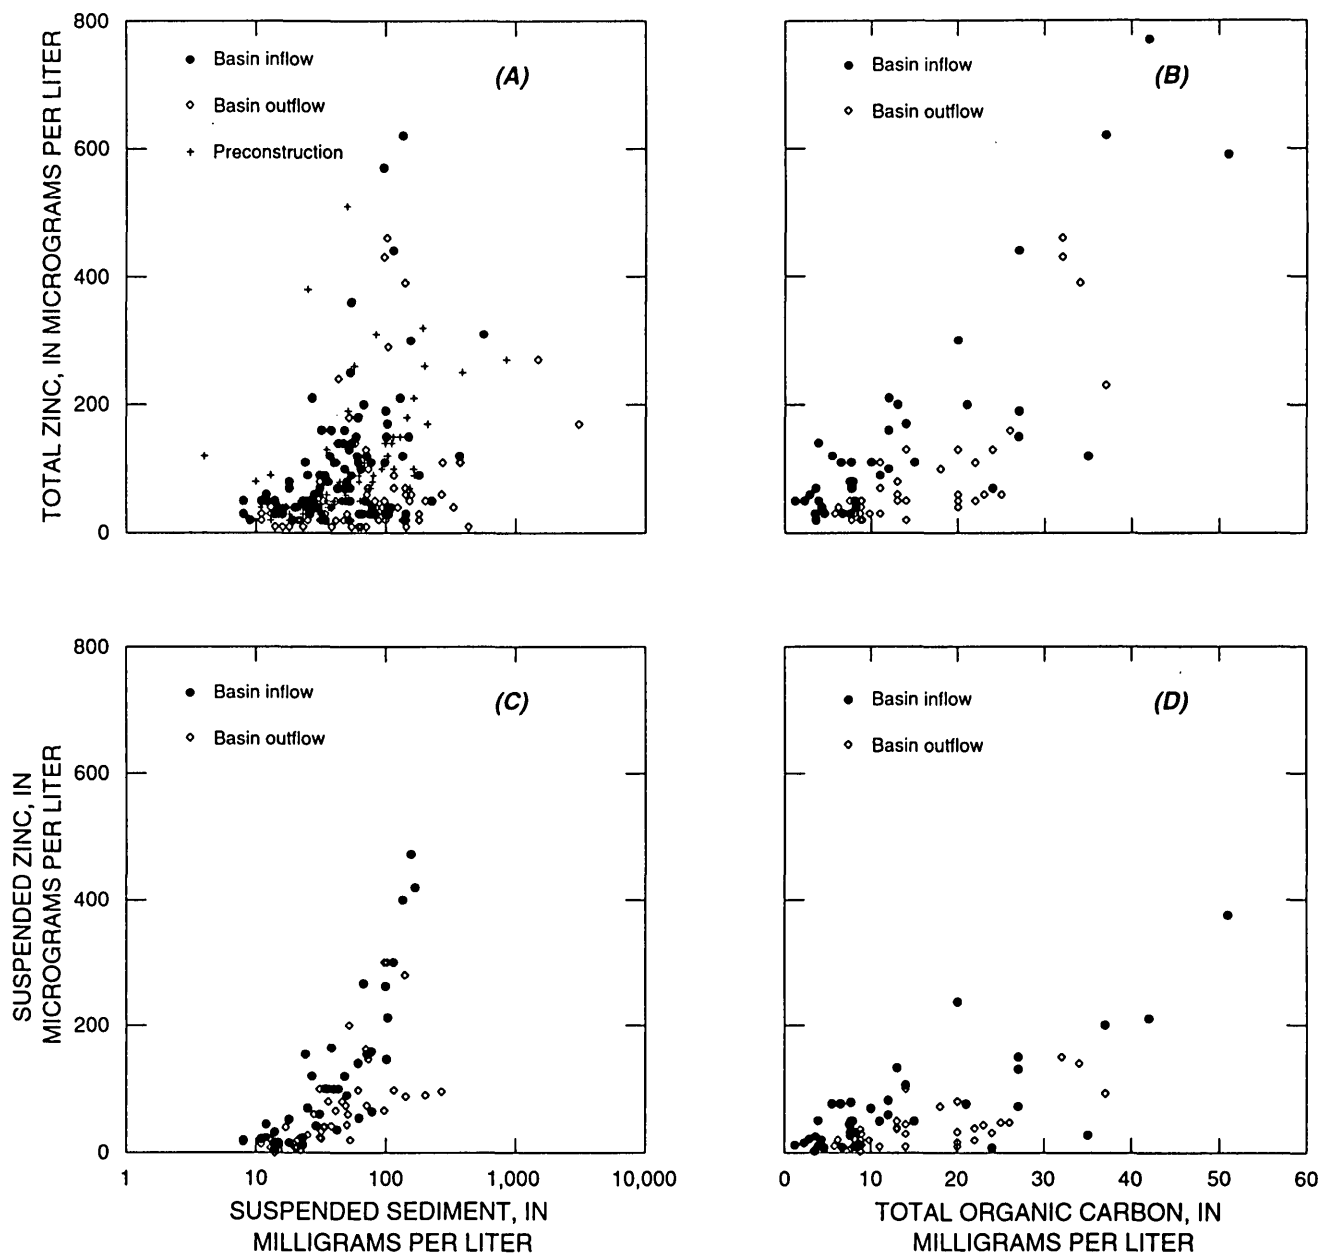 TOTAL ZINC, IN MICROGRAMS PER LITER
800
600
400
200
0
Basin inflow
Basin outflow
Preconstruction
(A)
Basin inflow
Basin outflow
(B)
SUSPENDED ZINC, IN
MICROGRAMS PER LITER
800
600
400
200
0
Basin inflow
Basin outflow
(C)
1
10
100
1,000
10,000
SUSPENDED SEDIMENT, IN
MILLIGRAMS PER LITER
Basin inflow
Basin outflow
(D)
0
10
20
30
40
50
60
TOTAL ORGANIC CARBON, IN
MILLIGRAMS PER LITER